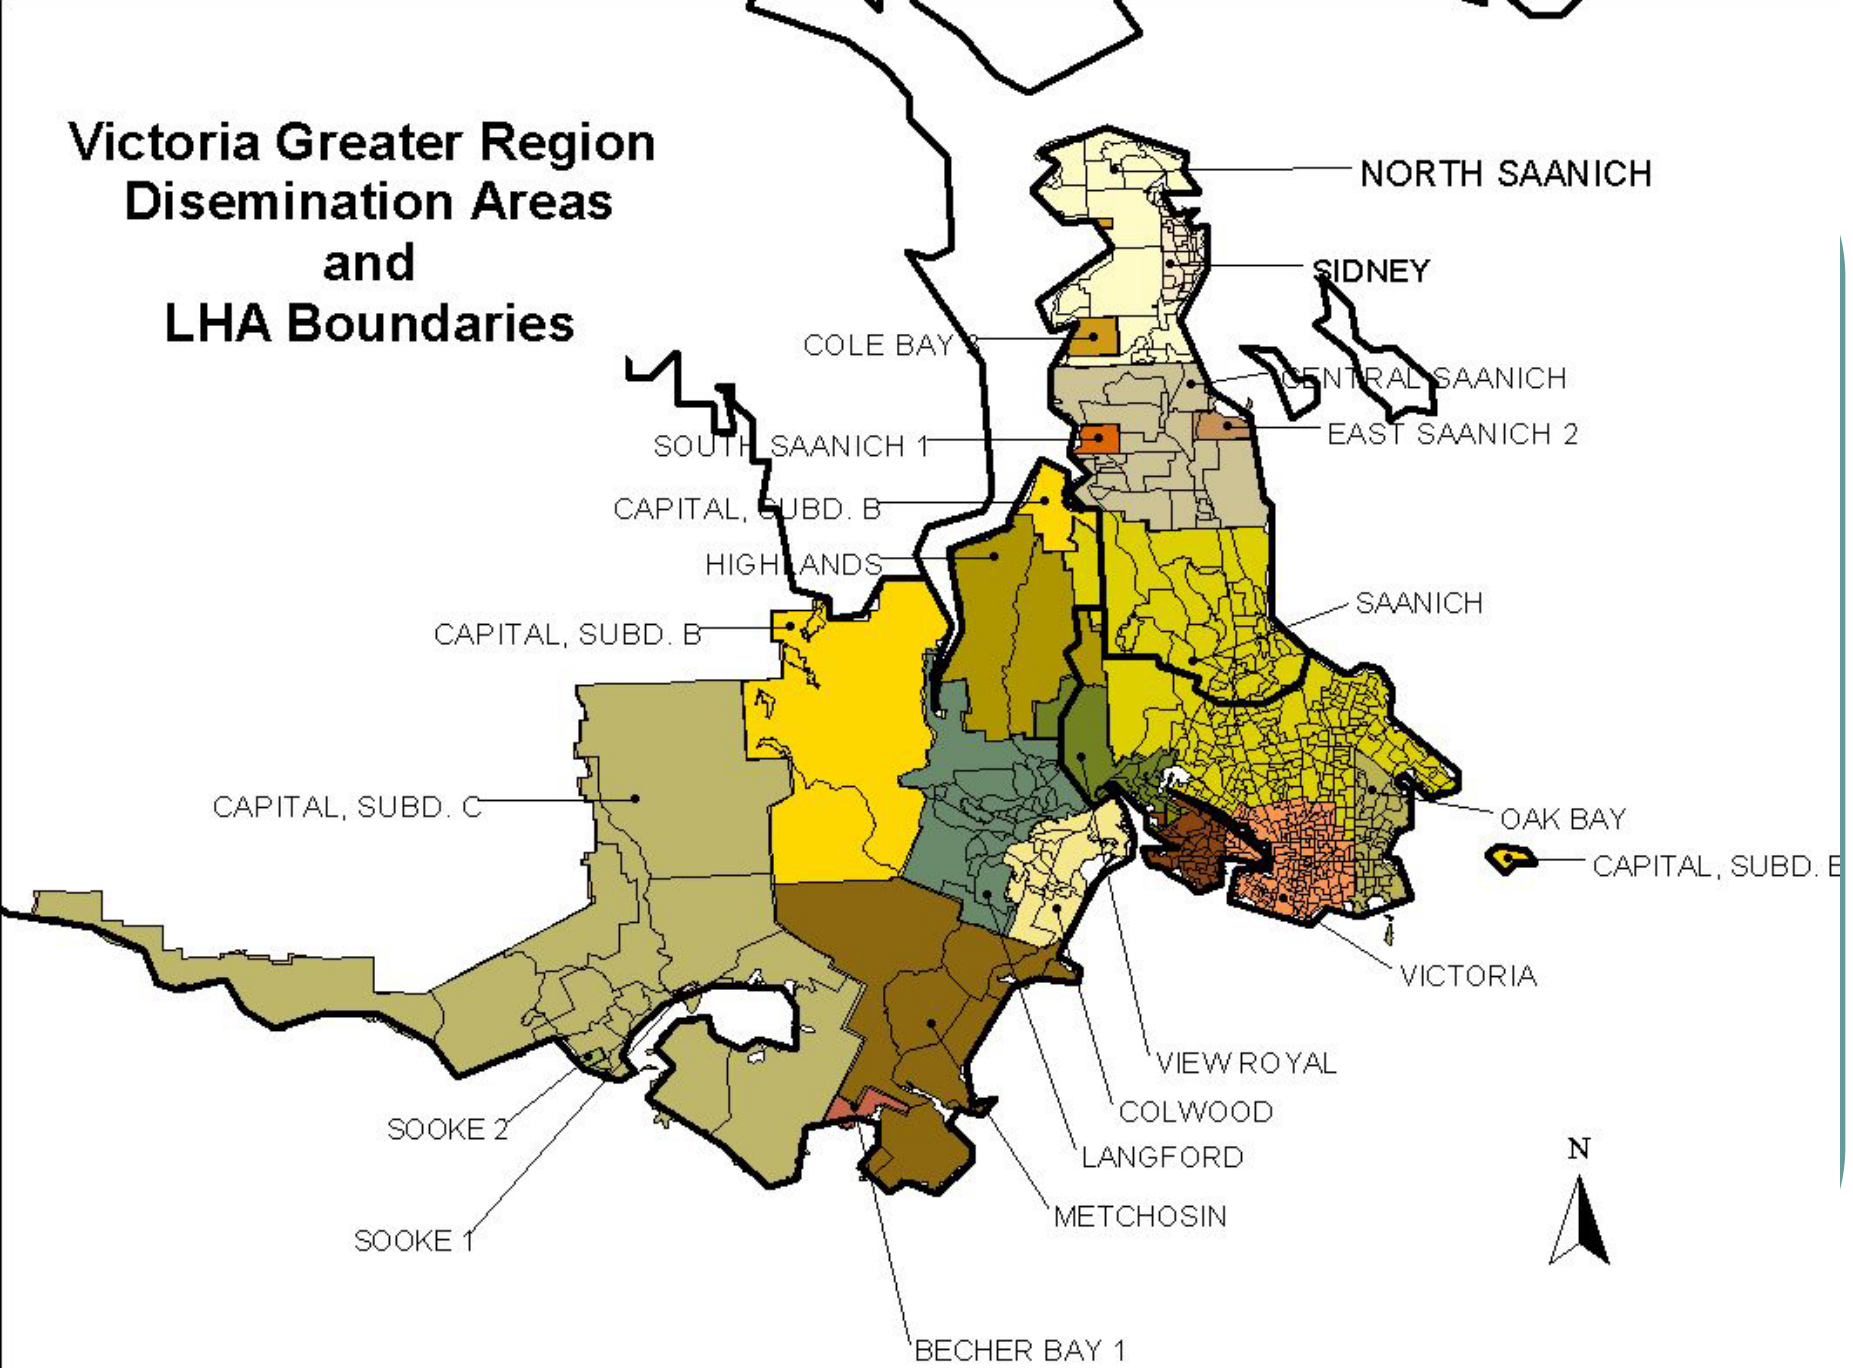 Victoria Greater Region
Disemination Areas
and
LHA Boundaries
NORTH SAANICH
SIDNEY
COLE BAY 3
CENTRAL SAANICH
SOUTH SAANICH 1
EAST SAANICH 2
CAPITAL, SUBD. B
HIGHLANDS
SAANICH
CAPITAL, SUBD. B
CAPITAL, SUBD. C
OAK BAY
CAPITAL, SUBD.
VICTORIA
VIEW ROYAL
COLWOOD
SOOKE 2
LANGFORD
METCHOSIN
SOOKE 1
BECHER BAY 1
N